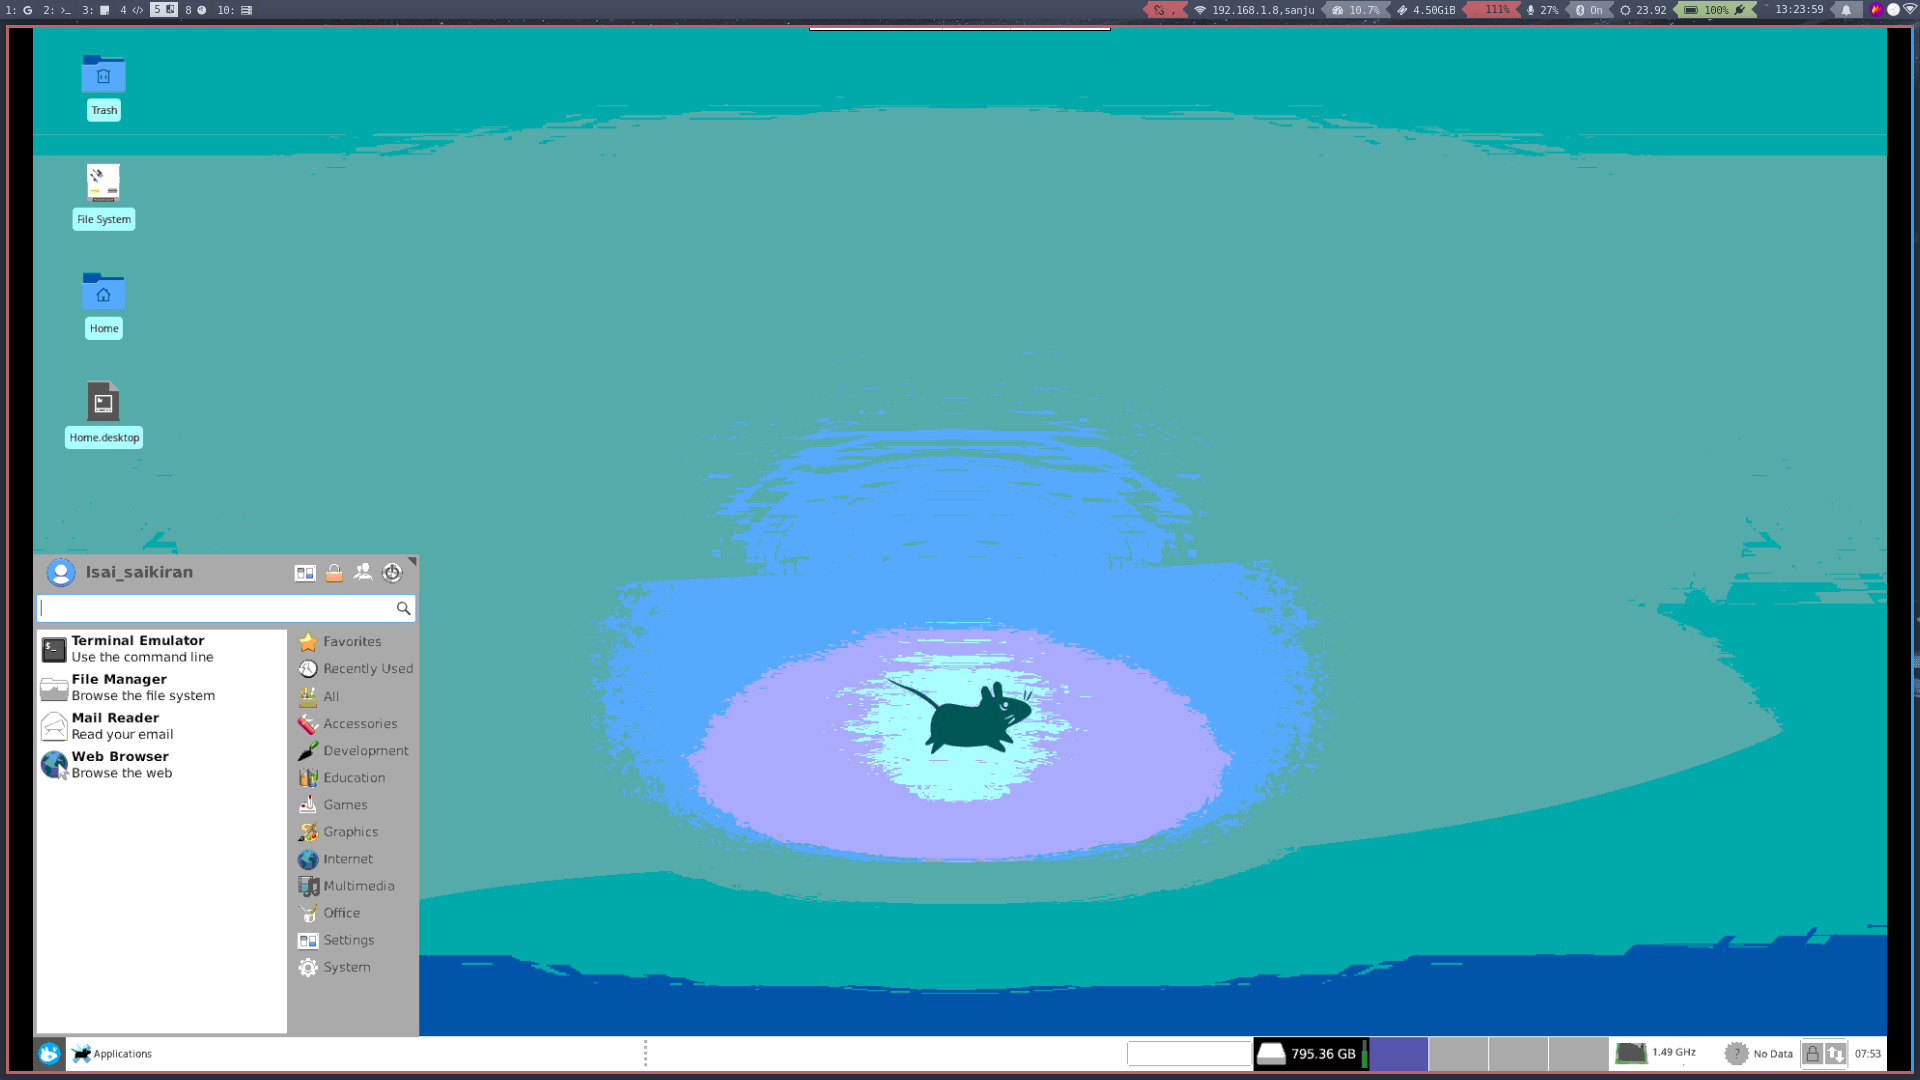 1: G 2: >_ 3: 4 </> 5 8 10:
192.168.1.8,sanju 10.7% 4.50GiB 111% 27% On 23.92 100% 13:23:59
Trash
File System
Home
Home.desktop
lsai_saikiran
Terminal Emulator
Use the command line
File Manager
Browse the file system
Mail Reader
Read your email
Web Browser
Browse the web
Favorites
Recently Used
All
Accessories
Development
Education
Games
Graphics
Internet
Multimedia
Office
Settings
System
Applications
795.36 GB
1.49 GHz
No Data
07:53